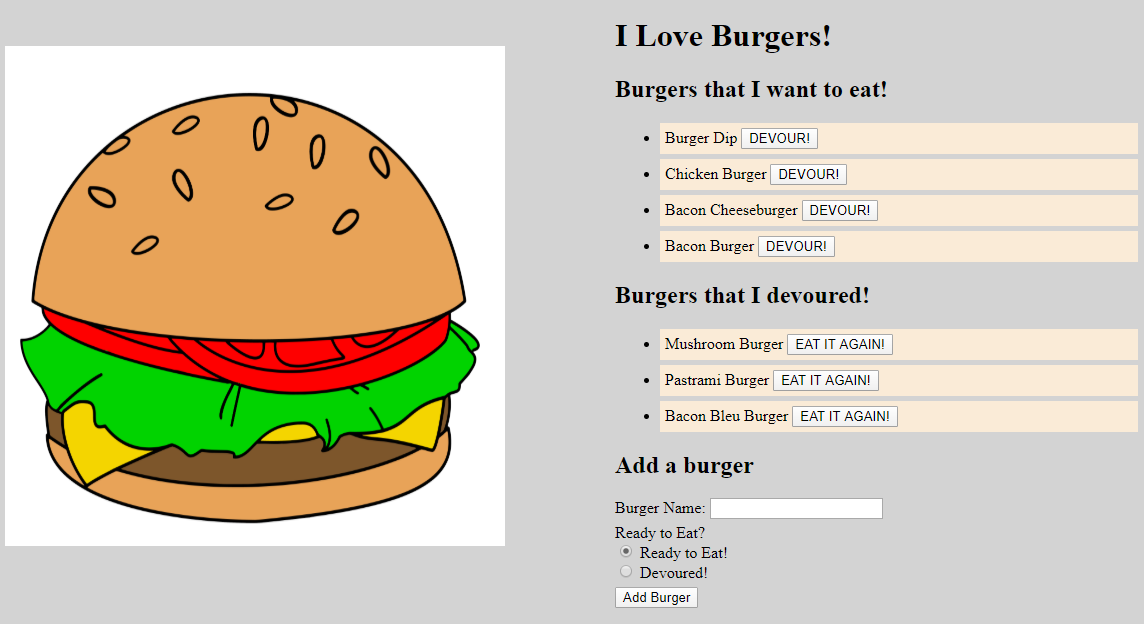 I Love Burgers!
Burgers that I want to eat!
Burger Dip DEVOUR!
Chicken Burger DEVOUR!
Bacon Cheeseburger DEVOUR!
Bacon Burger DEVOUR!
Burgers that I devoured!
Mushroom Burger EAT IT AGAIN!
Pastrami Burger EAT IT AGAIN!
Bacon Bleu Burger EAT IT AGAIN!
Add a burger
Burger Name:
Ready to Eat?
Ready to Eat!
Devoured!
Add Burger